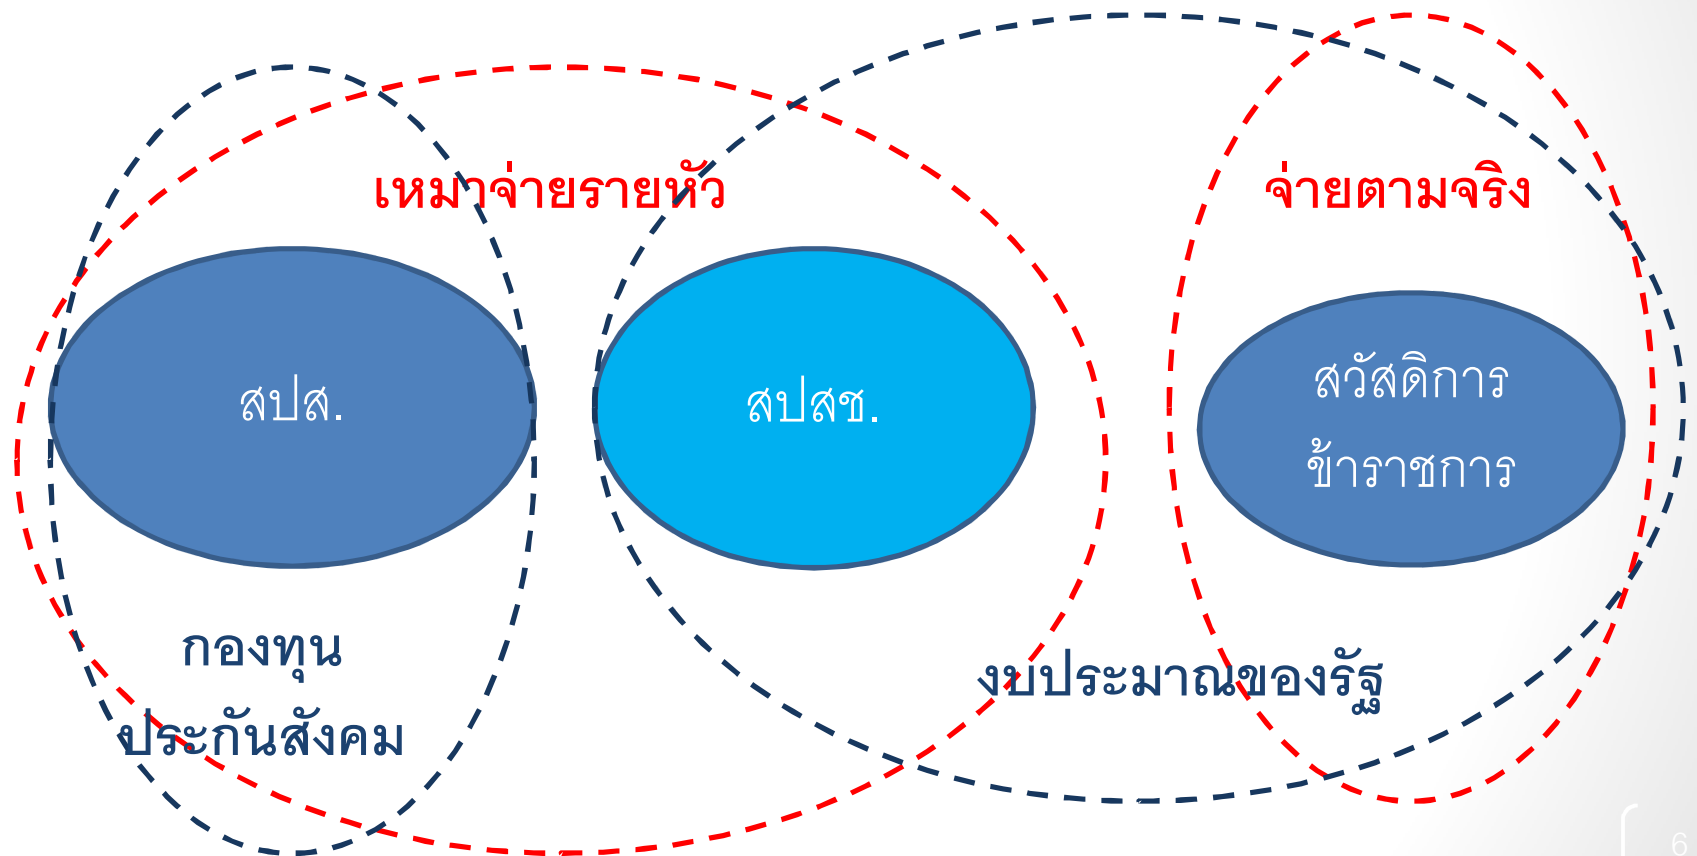 เหมาจ่ายรายหัว
จ่ายตามจริง
สปส.
สปสช.
สวัสดิการ
ข้าราชการ
กองทุน
ประกันสังคม
งบประมาณของรัฐ
6